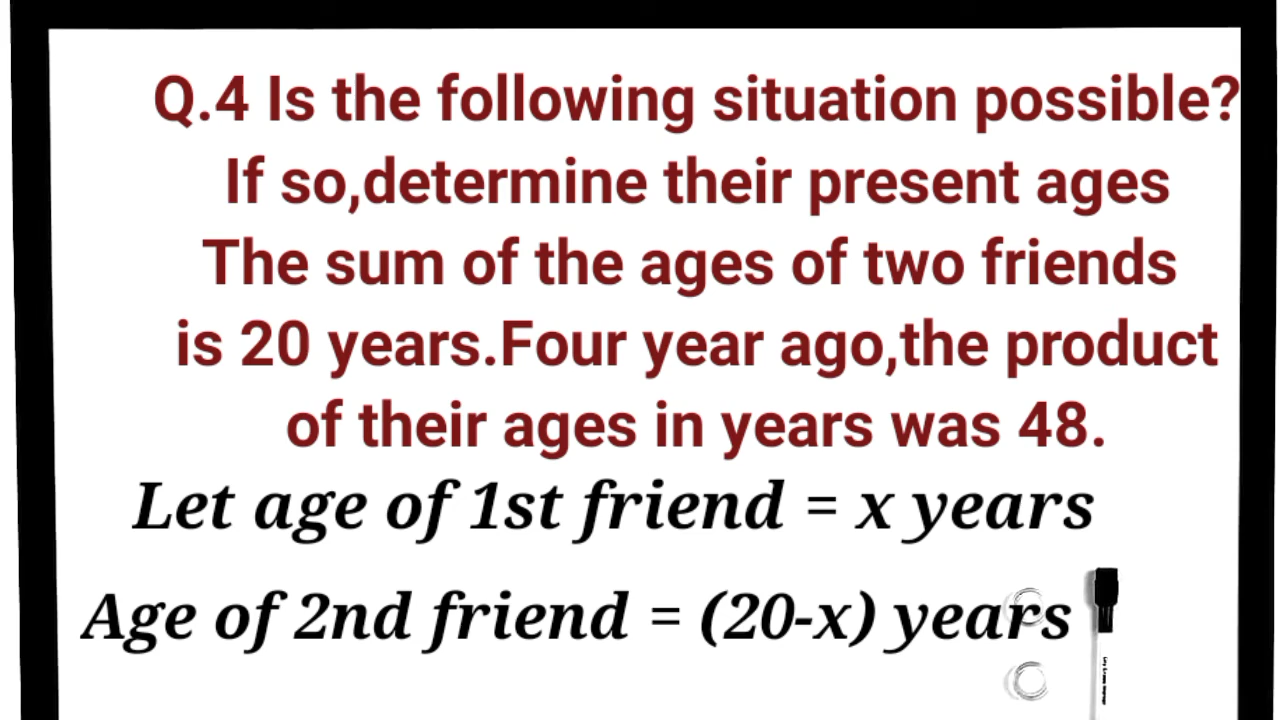 Q.4 Is the following situation possible?
If so,determine their present ages
The sum of the ages of two friends
is 20 years.Four year ago,the product
of their ages in years was 48.
Let age of 1st friend = x years
Age of 2nd friend = (20-x) years